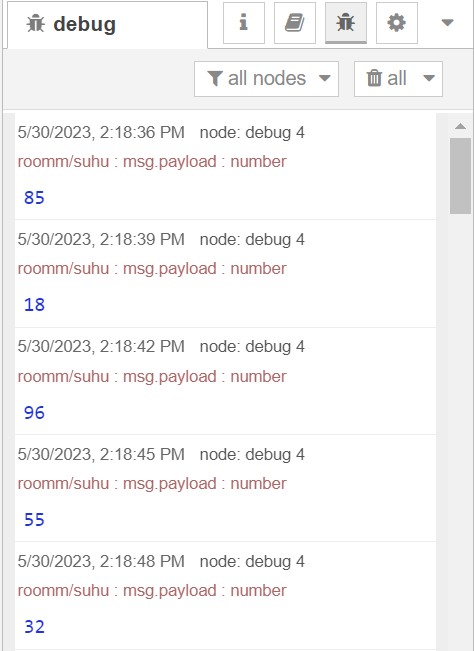 debug
all nodes
all
5/30/2023, 2:18:36 PM node: debug 4
roomm/suhu : msg.payload : number
85
5/30/2023, 2:18:39 PM node: debug 4
roomm/suhu : msg.payload : number
18
5/30/2023, 2:18:42 PM node: debug 4
roomm/suhu : msg.payload : number
96
5/30/2023, 2:18:45 PM node: debug 4
roomm/suhu : msg.payload : number
55
5/30/2023, 2:18:48 PM node: debug 4
roomm/suhu : msg.payload : number
32